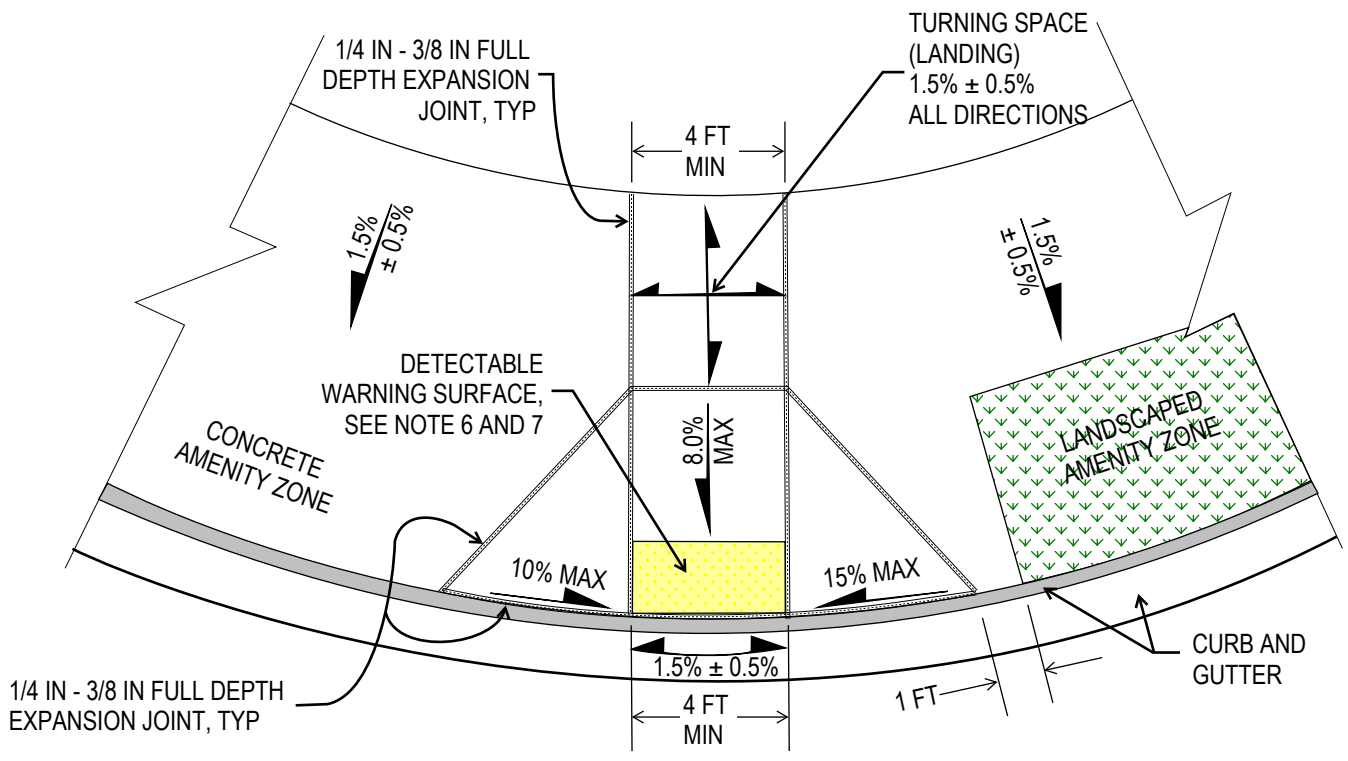 1/4 IN - 3/8 IN FULL
DEPTH EXPANSION
JOINT, TYP
TURNING SPACE
(LANDING)
1.5% ± 0.5%
ALL DIRECTIONS
4 FT
MIN
1.5%
± 0.5%
1.5%
± 0.5%
DETECTABLE
WARNING SURFACE,
SEE NOTE 6 AND 7
8.0%
MAX
CONCRETE
AMENITY ZONE
LANDSCAPED
AMENITY ZONE
10% MAX
15% MAX
1.5% ± 0.5%
CURB AND
GUTTER
1/4 IN - 3/8 IN FULL DEPTH
EXPANSION JOINT, TYP
4 FT
MIN
1 FT